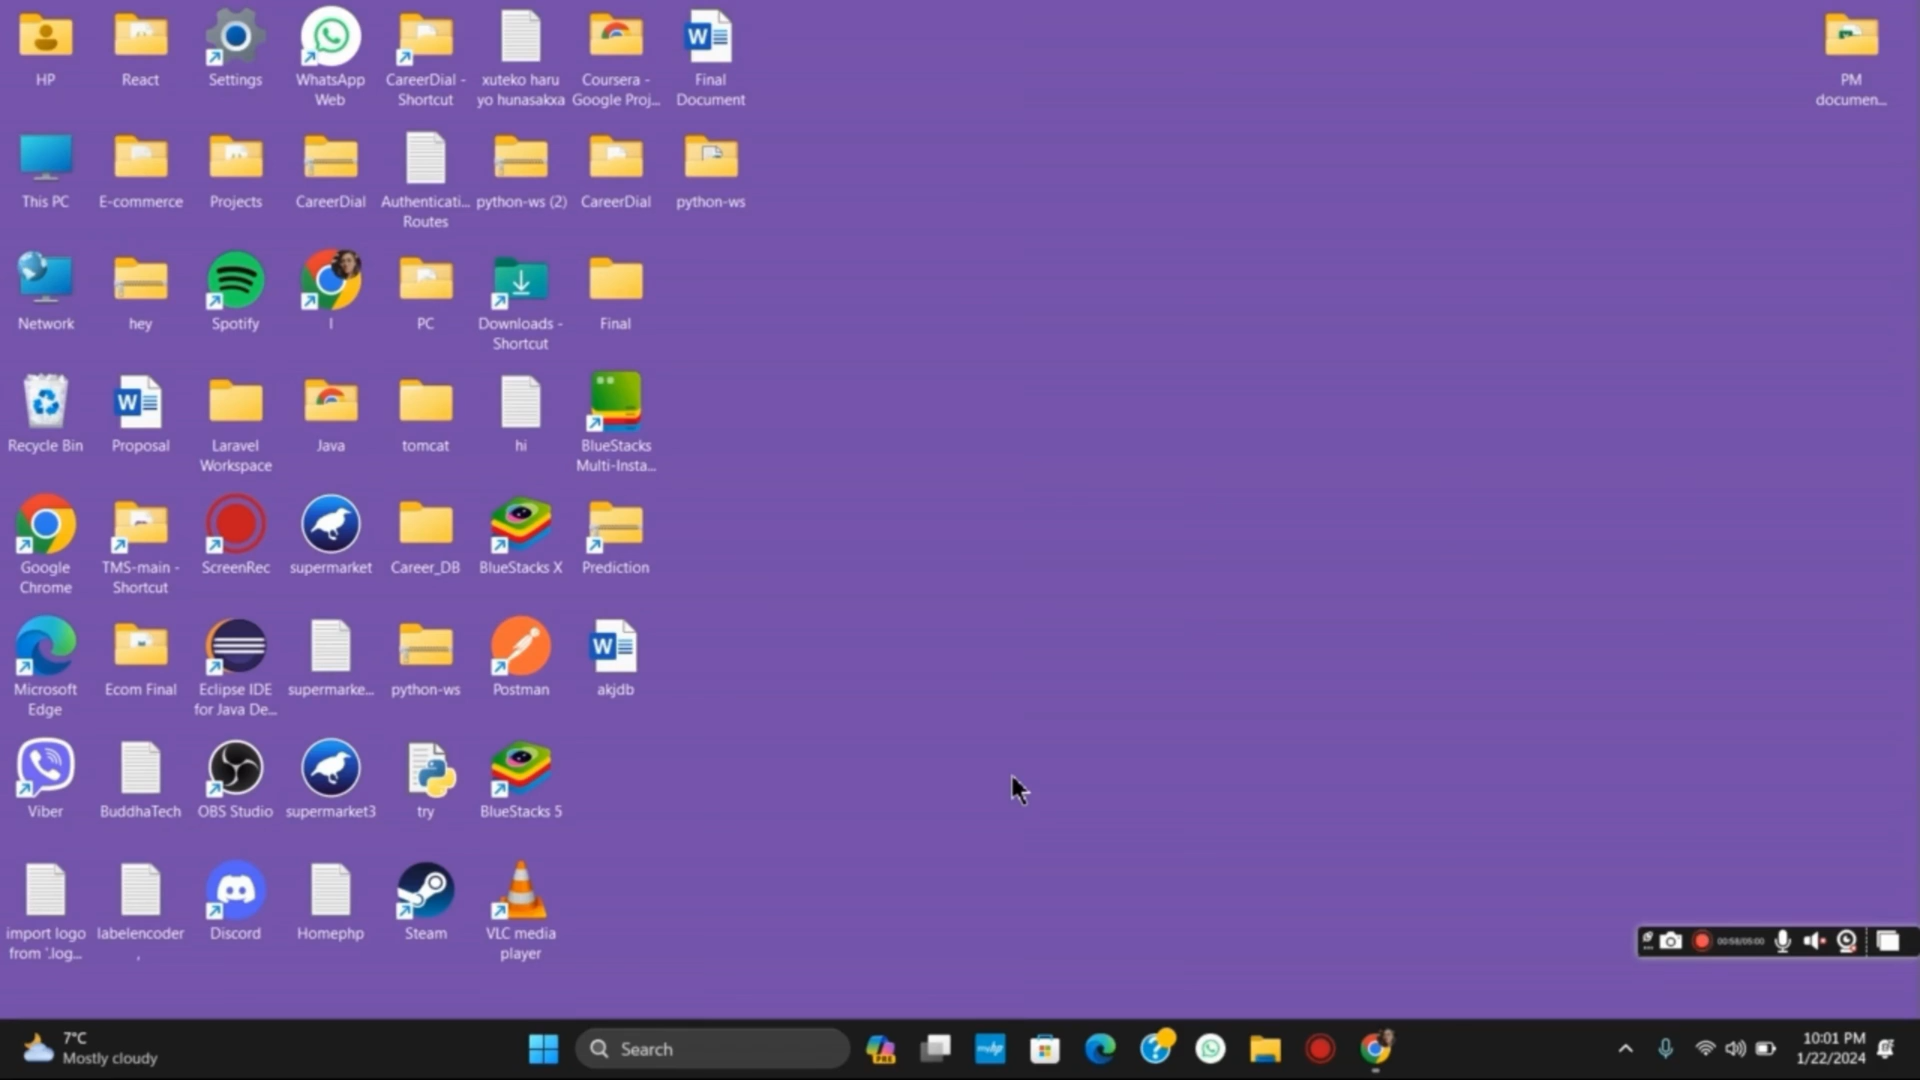 HP
React
Settings
WhatsApp
Web
CareerDial -
Shortcut
xuteko haru
yo hunasakxa
Coursera -
Google Proj...
Final
Document
PM
documen...
This PC
E-commerce
Projects
CareerDial
Authenticati...
Routes
python-ws (2)
CareerDial
python-ws
Network
hey
Spotify
I
PC
Downloads -
Shortcut
Final
Recycle Bin
Proposal
Laravel
Workspace
Java
tomcat
hi
BlueStacks
Multi-Insta...
Google
Chrome
TMS-main -
Shortcut
ScreenRec
supermarket
Career_DB
BlueStacks X
Prediction
Microsoft
Edge
Ecom Final
Eclipse IDE
for Java De...
supermarke...
python-ws
Postman
akjdb
Viber
BuddhaTech
OBS Studio
supermarket3
try
BlueStacks 5
import logo
from '.log...
labelencoder
,
Discord
Homephp
Steam
VLC media
player
00:58/05:00
7°C
Mostly cloudy
Search
PRE
10:01 PM
1/22/2024